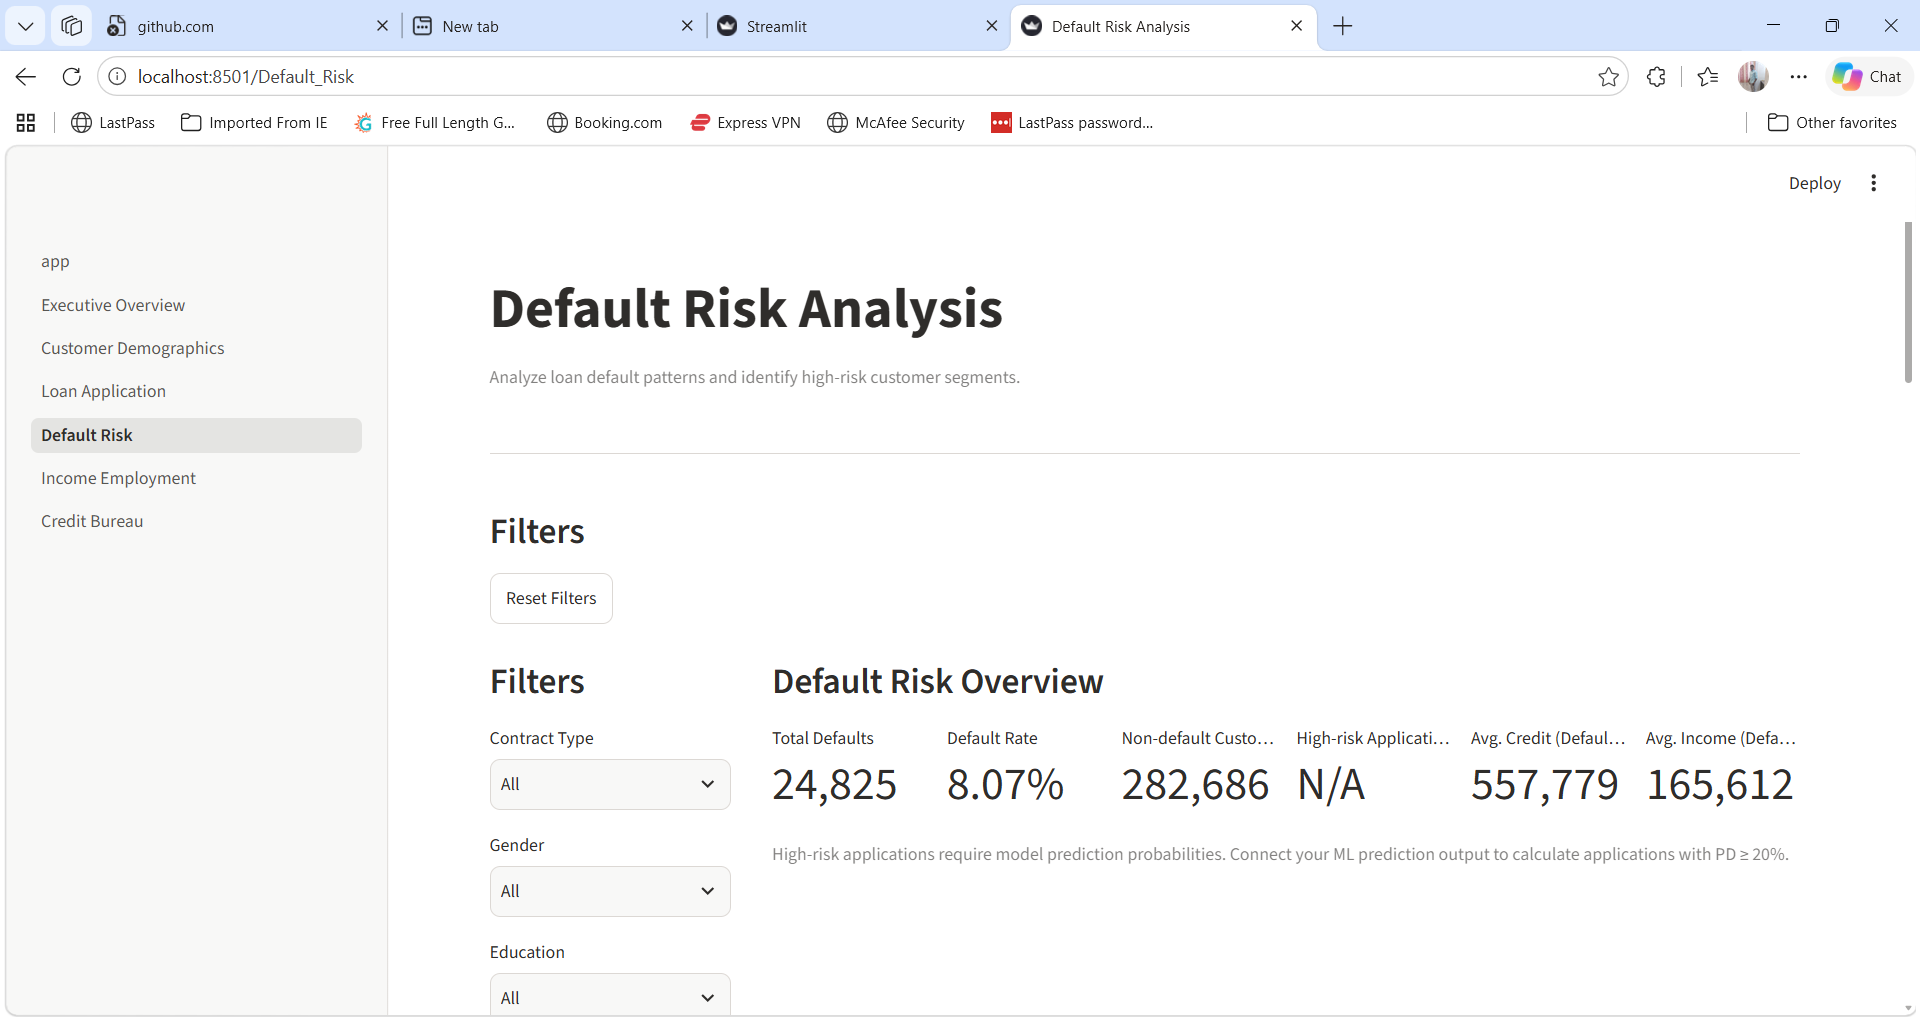 github.com
New tab
Streamlit
Default Risk Analysis
localhost:8501/Default_Risk
Chat
LastPass
Imported From IE
Free Full Length G...
Booking.com
Express VPN
McAfee Security
LastPass password...
Other favorites
Deploy
app
Executive Overview
Customer Demographics
Loan Application
Default Risk
Income Employment
Credit Bureau
Default Risk Analysis
Analyze loan default patterns and identify high-risk customer segments.
Filters
Reset Filters
Filters
Contract Type
All
Gender
All
Education
All
Default Risk Overview
Total Defaults
24,825
Default Rate
8.07%
Non-default Custo...
282,686
High-risk Applicati...
N/A
Avg. Credit (Defaul...
557,779
Avg. Income (Defa...
165,612
High-risk applications require model prediction probabilities. Connect your ML prediction output to calculate applications with PD ≥ 20%.